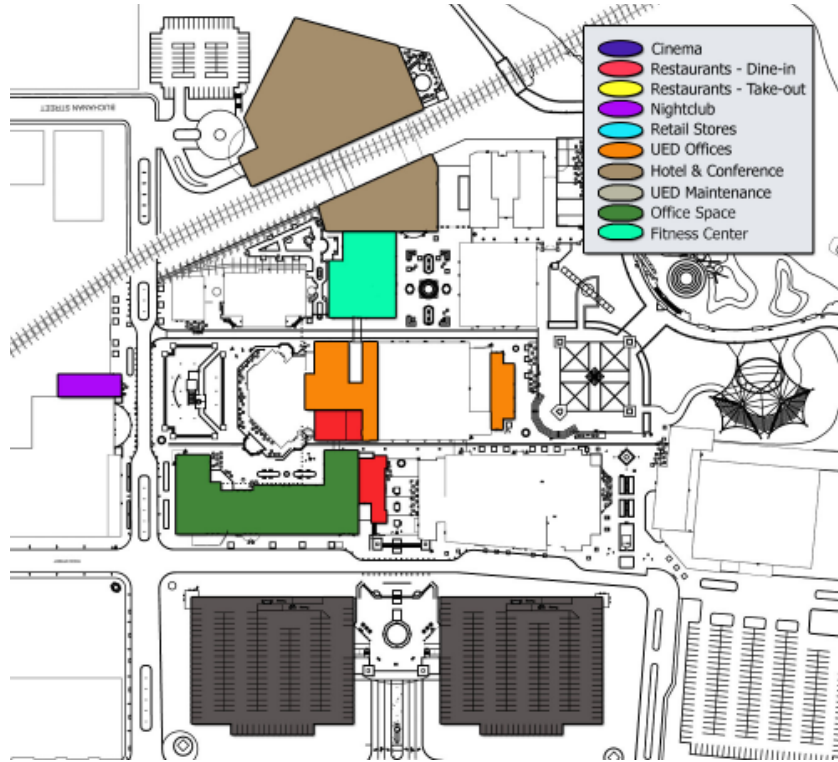 BUCHANAN STREET
Cinema
Restaurants - Dine-in
Restaurants - Take-out
Nightclub
Retail Stores
UED Offices
Hotel & Conference
UED Maintenance
Office Space
Fitness Center